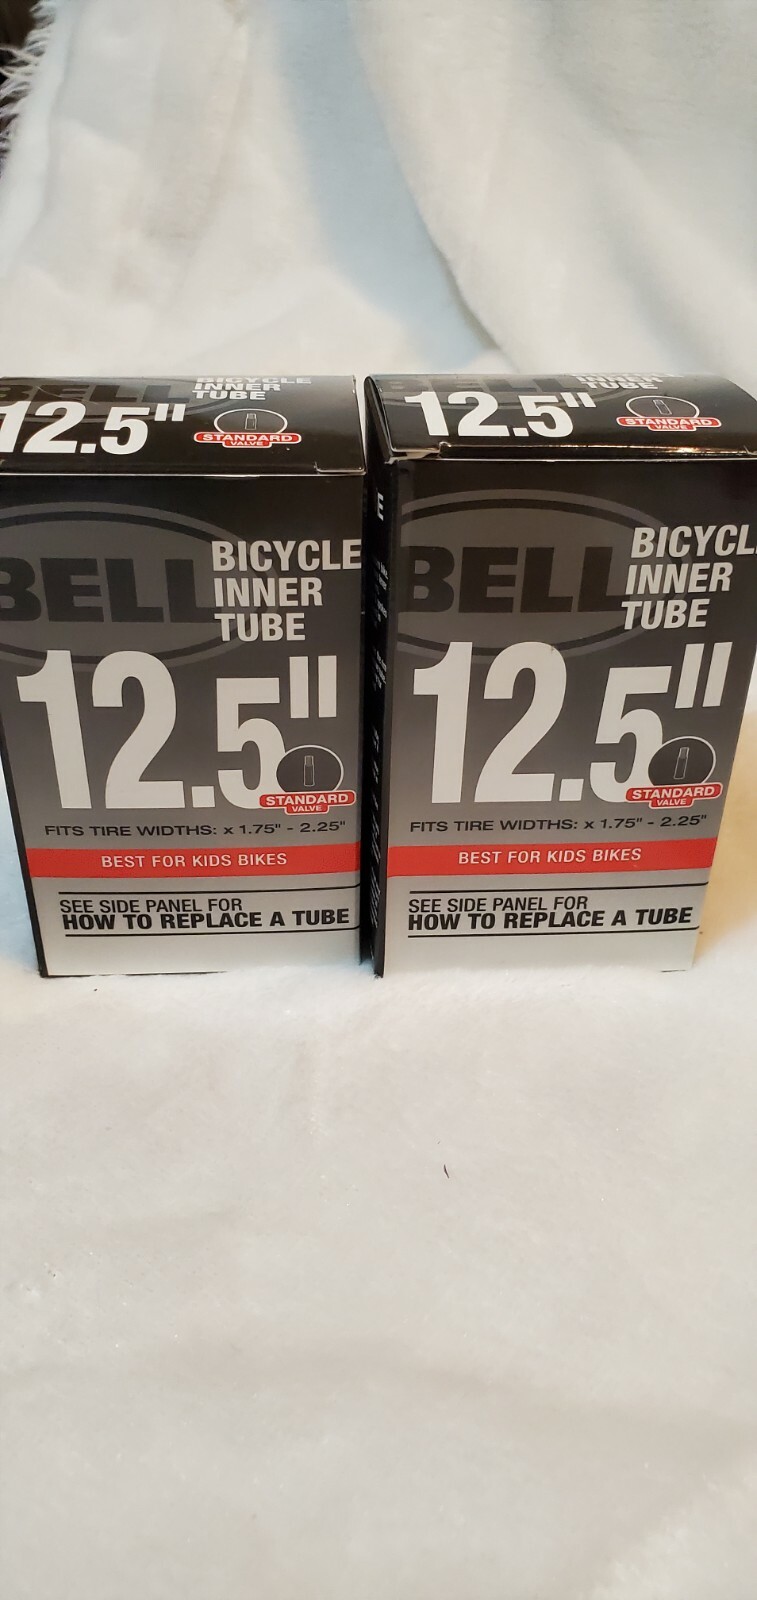 BELL
BICYCLE
INNER
TUBE
12.5"
STANDARD
VALVE
BELL
BICYCLE
INNER
TUBE
12.5"
STANDARD
VALVE
FITS TIRE WIDTHS: x 1.75" - 2.25"
BEST FOR KIDS BIKES
SEE SIDE PANEL FOR
HOW TO REPLACE A TUBE
BELL
INNER
TUBE
12.5"
STANDARD
VALVE
E
BELL
BICYCL
INNER
TUBE
12.5"
STANDARD
VALVE
FITS TIRE WIDTHS: x 1.75" - 2.25"
BEST FOR KIDS BIKES
SEE SIDE PANEL FOR
HOW TO REPLACE A TUBE